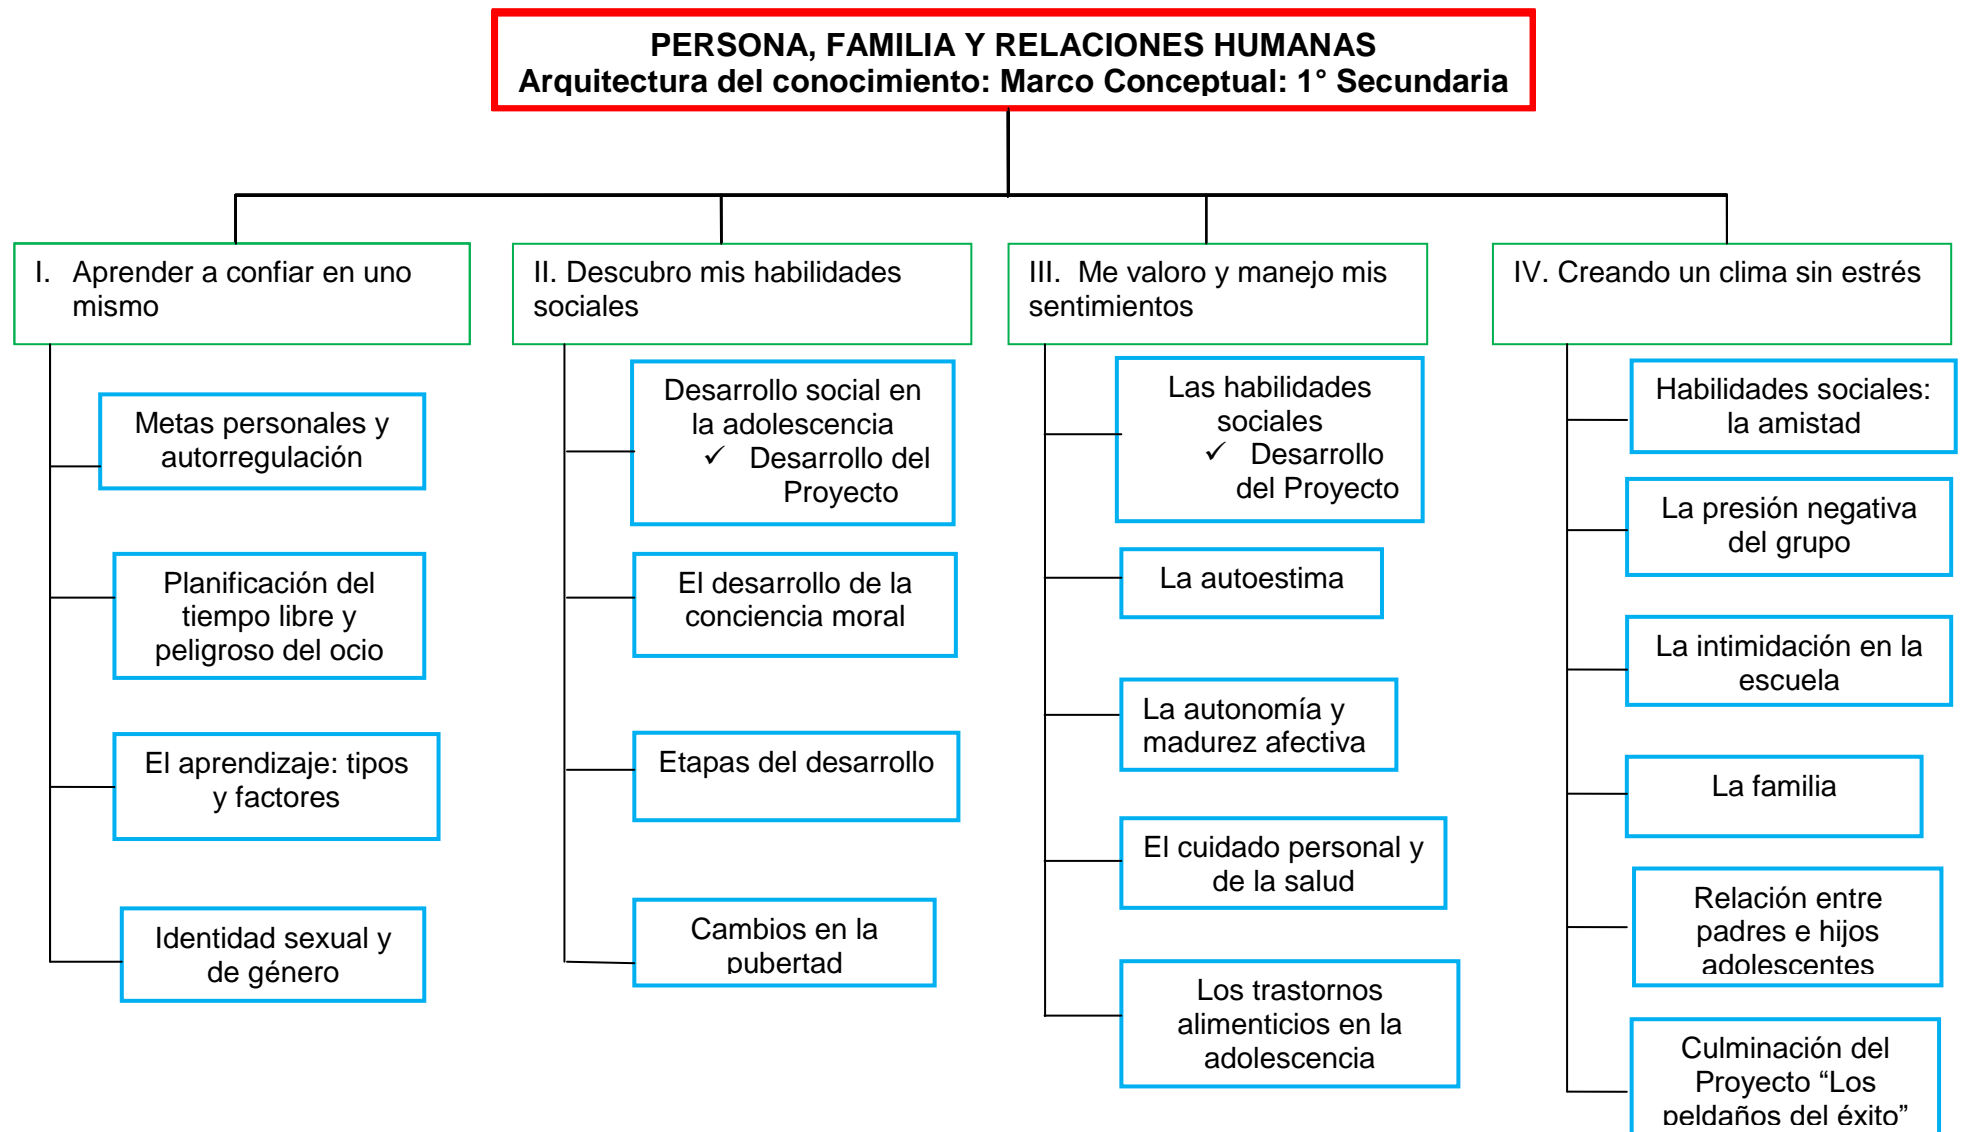 PERSONA, FAMILIA Y RELACIONES HUMANAS
Arquitectura del conocimiento: Marco Conceptual: 1° Secundaria
I. Aprender a confiar en uno
mismo
Metas personales y
autorregulación
Planificación del
tiempo libre y
peligroso del ocio
El aprendizaje: tipos
y factores
Identidad sexual y
de género
II. Descubro mis habilidades
sociales
Desarrollo social en
la adolescencia
✓ Desarrollo del
Proyecto
El desarrollo de la
conciencia moral
Etapas del desarrollo
Cambios en la
pubertad
III. Me valoro y manejo mis
sentimientos
Las habilidades
sociales
✓ Desarrollo
del Proyecto
La autoestima
La autonomía y
madurez afectiva
El cuidado personal y
de la salud
Los trastornos
alimenticios en la
adolescencia
IV. Creando un clima sin estrés
Habilidades sociales:
la amistad
La presión negativa
del grupo
La intimidación en la
escuela
La familia
Relación entre
padres e hijos
adolescentes
Culminación del
Proyecto “Los
peldaños del éxito”